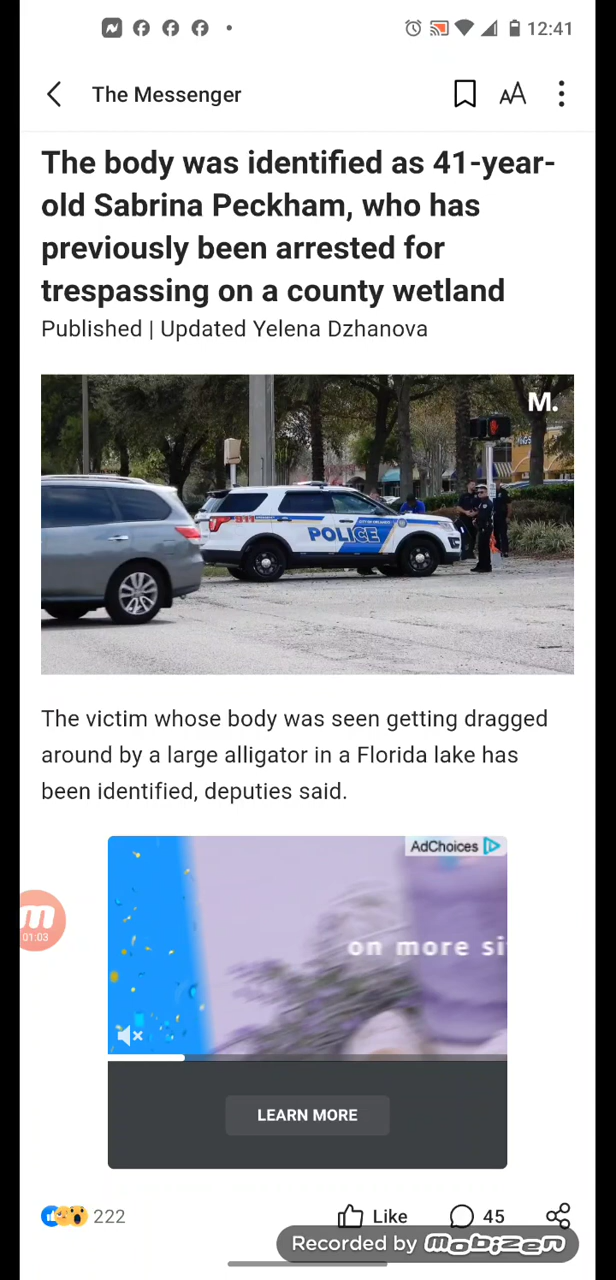 12:41
The Messenger
AA
The body was identified as 41-year-
old Sabrina Peckham, who has
previously been arrested for
trespassing on a county wetland
Published | Updated Yelena Dzhanova
M.
911
POLICE
The victim whose body was seen getting dragged
around by a large alligator in a Florida lake has
been identified, deputies said.
AdChoices
on more si
m
01:03
LEARN MORE
222
Like
45
Recorded by mobizen